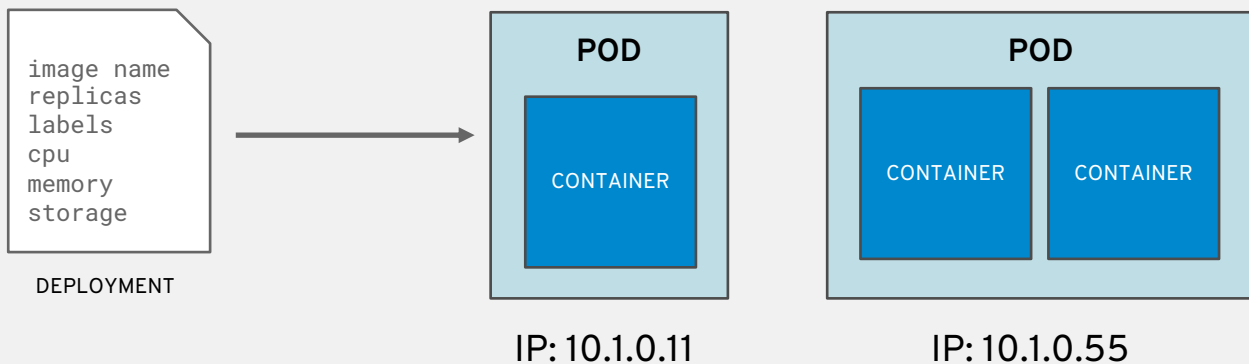 image name
replicas
labels
cpu
memory
storage
DEPLOYMENT
POD
CONTAINER
IP: 10.1.0.11
POD
CONTAINER
CONTAINER
IP: 10.1.0.55